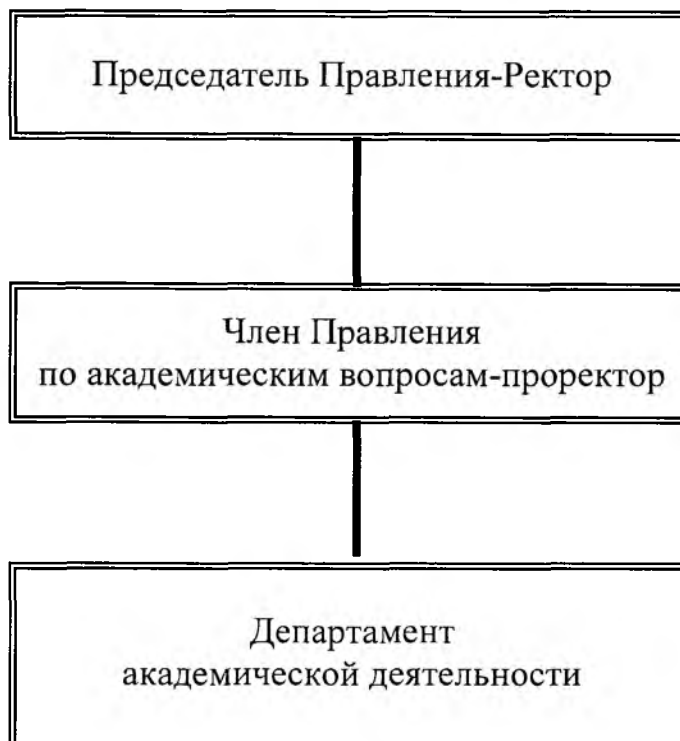 Председатель Правления-Ректор
Член Правления
по академическим вопросам-проректор
Департамент
академической деятельности